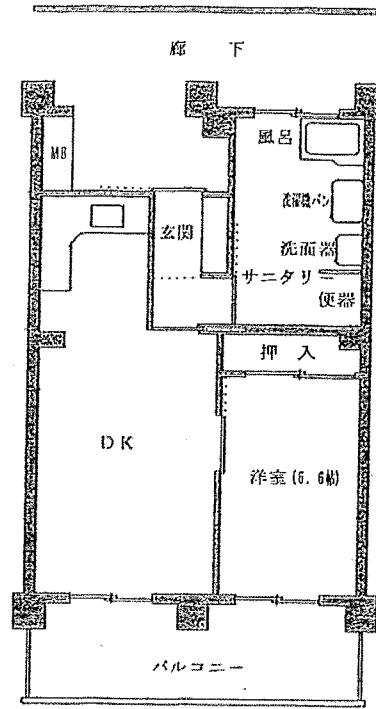 廊 下
風呂
MB
洗濯機パン
玄関
洗面器
サニタリー
便器
押 入
DK
洋室(5.6帖)
バルコニー